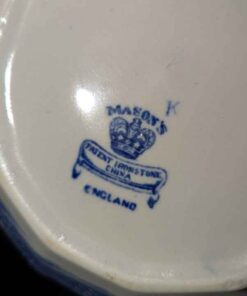 MASON'S K
PATENT IRONSTONE
CHINA
ENGLAND